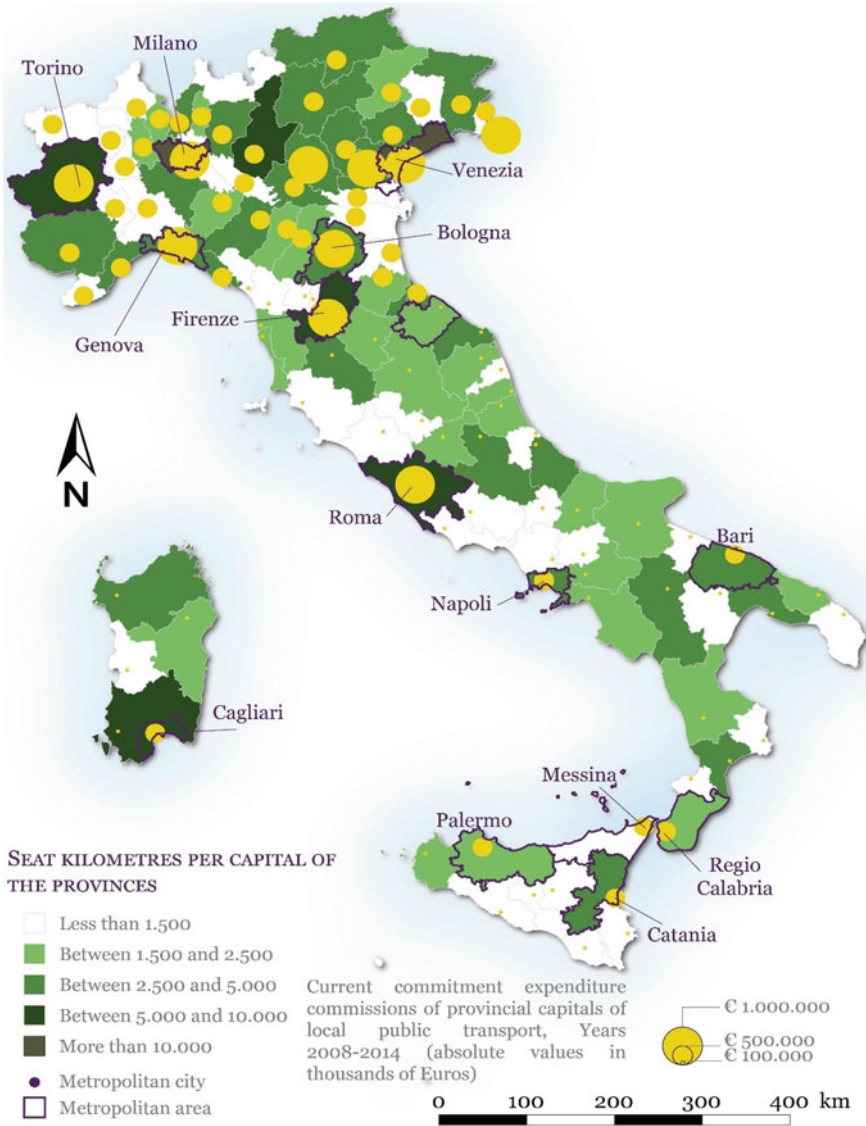 Milano
Torino
Venezia
Bologna
Firenze
Genova
N
Roma
Bari
Napoli
Cagliari
Messina
Palermo
Regio
Calabria
Catania
SEAT KILOMETRES PER CAPITAL OF
THE PROVINCES
Less than 1.500
Between 1.500 and 2.500
Between 2.500 and 5.000
Between 5.000 and 10.000
More than 10.000
Metropolitan city
Metropolitan area
Current commitment expenditure
commissions of provincial capitals of
local public transport, Years
2008-2014 (absolute values in
thousands of Euros)
€ 1.000.000
€ 500.000
€ 100.000
0 100 200 300 400 km